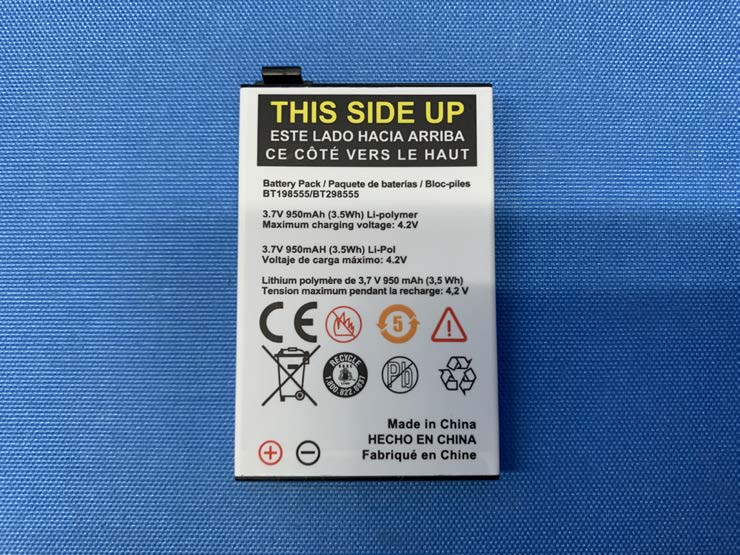 THIS SIDE UP
ESTE LADO HACIA ARRIBA
CE CÔTÉ VERS LE HAUT
Battery Pack / Paquete de baterías / Bloc-piles
BT198555/BT298555
3.7V 950mAh (3.5Wh) Li-polymer
Maximum charging voltage: 4.2V
3.7V 950mAH (3.5Wh) Li-Pol
Voltaje de carga máximo: 4.2V
Lithium polymère de 3,7 V 950 mAh (3,5 Wh)
Tension maximum pendant la recharge: 4,2 V
CE
5
RECYCLE
1.800.822.8837
Pb
Made in China
HECHO EN CHINA
Fabriqué en Chine
+ −